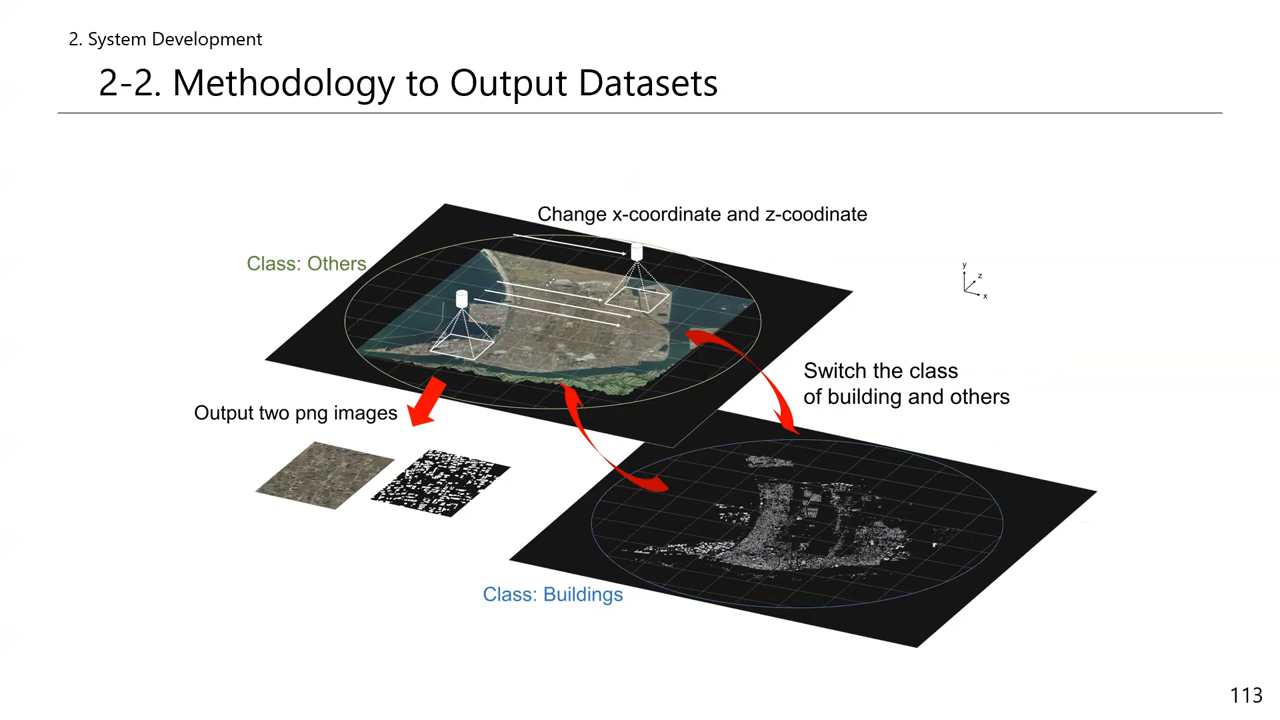 2. System Development
2-2. Methodology to Output Datasets
Change x-coordinate and z-coodinate
Class: Others
y
z
x
Switch the class
of building and others
Output two png images
Class: Buildings
113